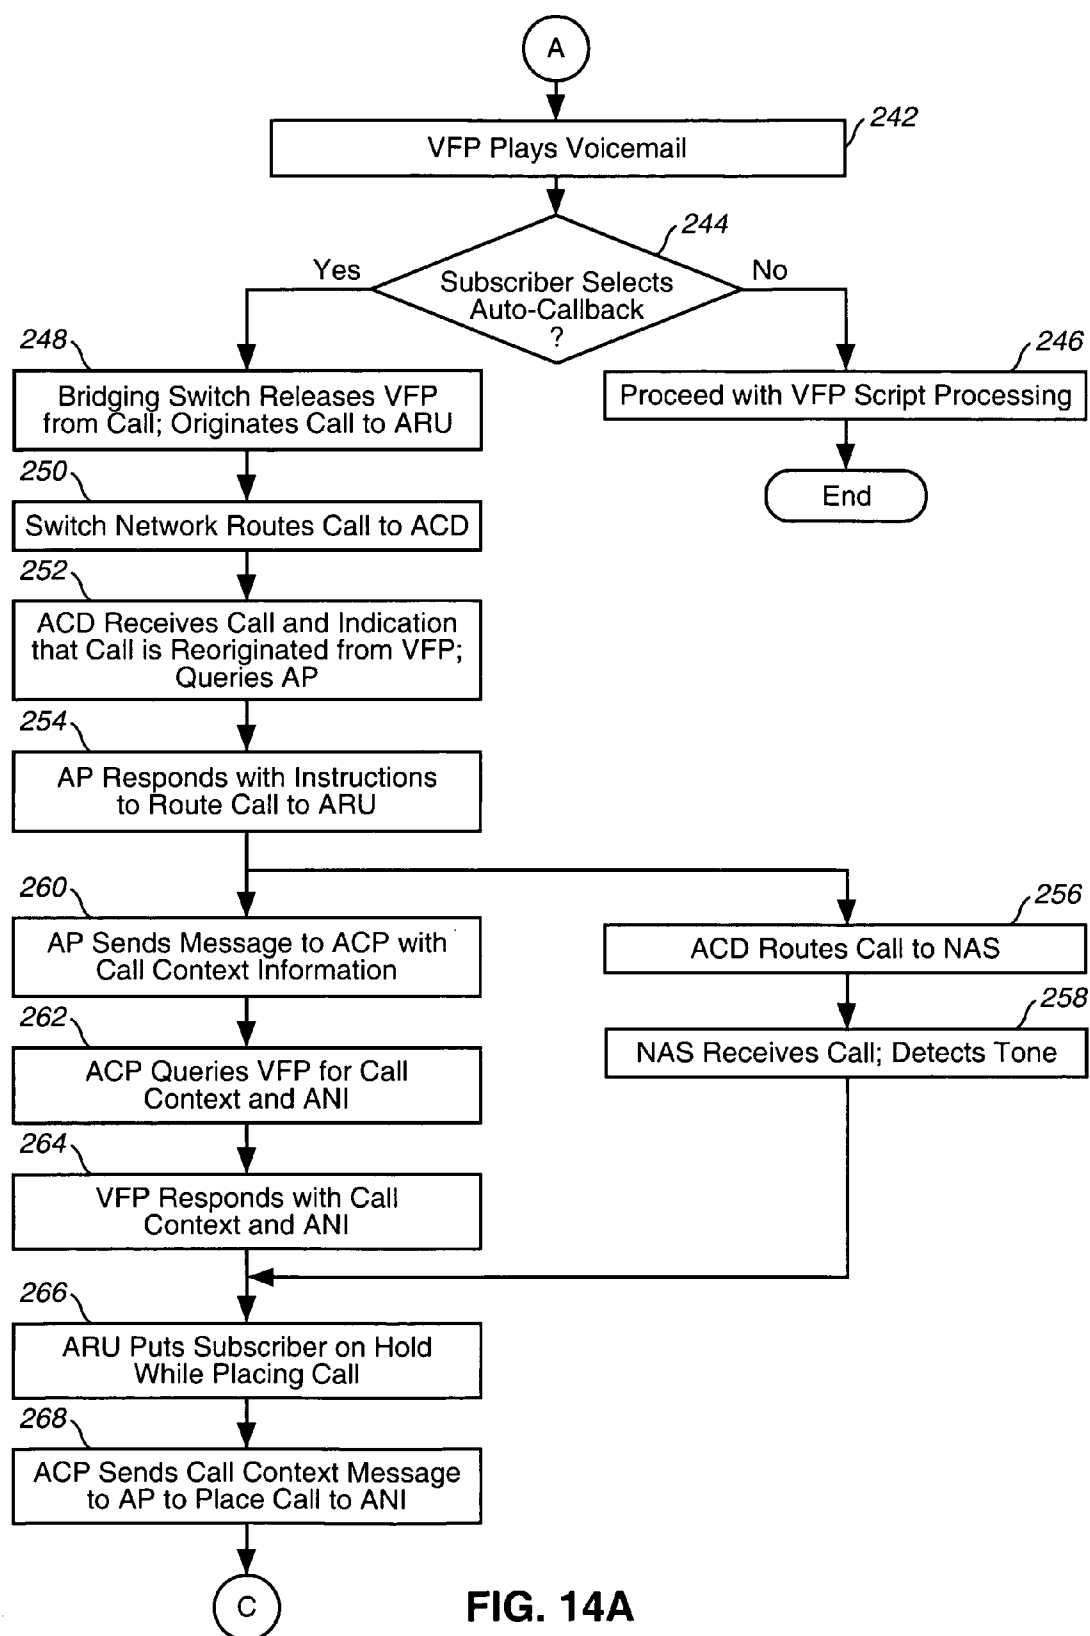 A
242
VFP Plays Voicemail
244
Yes
No
Subscriber Selects
Auto-Callback
?
248
246
Bridging Switch Releases VFP
from Call; Originates Call to ARU
Proceed with VFP Script Processing
250
End
Switch Network Routes Call to ACD
252
ACD Receives Call and Indication
that Call is Reoriginated from VFP;
Queries AP
254
AP Responds with Instructions
to Route Call to ARU
260
256
AP Sends Message to ACP with
Call Context Information
ACD Routes Call to NAS
262
258
ACP Queries VFP for Call
Context and ANI
NAS Receives Call; Detects Tone
264
VFP Responds with Call
Context and ANI
266
ARU Puts Subscriber on Hold
While Placing Call
268
ACP Sends Call Context Message
to AP to Place Call to ANI
C
FIG. 14A